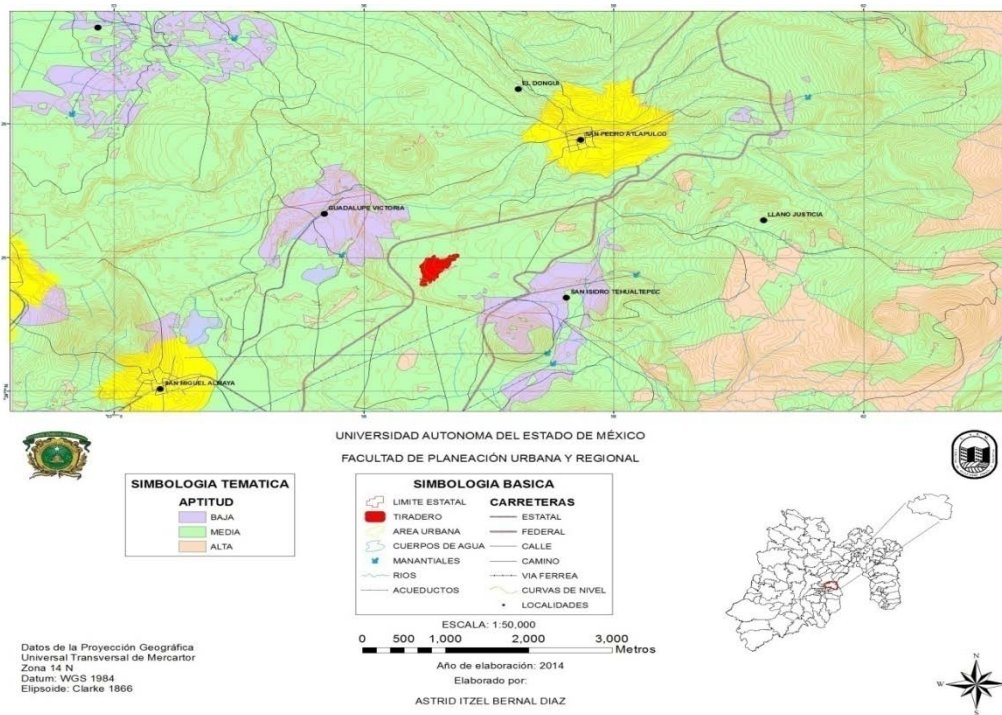 EL DONGUI
SAN PEDRO ATLAPULCO
GUADALUPE VICTORIA
LLANO JUSTICIA
SAN ISIDRO TEHUALTEPEC
SAN MIGUEL ALMAYA
UNIVERSIDAD AUTONOMA DEL ESTADO DE MÉXICO
FACULTAD DE PLANEACIÓN URBANA Y REGIONAL
SIMBOLOGIA TEMATICA
APTITUD
BAJA
MEDIA
ALTA
SIMBOLOGIA BASICA
LIMITE ESTATAL
TIRADERO
AREA URBANA
CUERPOS DE AGUA
MANANTIALES
RIOS
ACUEDUCTOS
CARRETERAS
ESTATAL
FEDERAL
CALLE
CAMINO
VIA FERREA
CURVAS DE NIVEL
LOCALIDADES
ESCALA: 1:50,000
0 500 1,000 2,000 3,000
Metros
Año de elaboración: 2014
Elaborado por:
ASTRID ITZEL BERNAL DIAZ
Datos de la Proyección Geográfica
Universal Transversal de Mercartor
Zona 14 N
Datum: WGS 1984
Elipsoide: Clarke 1866
N
W
E
S